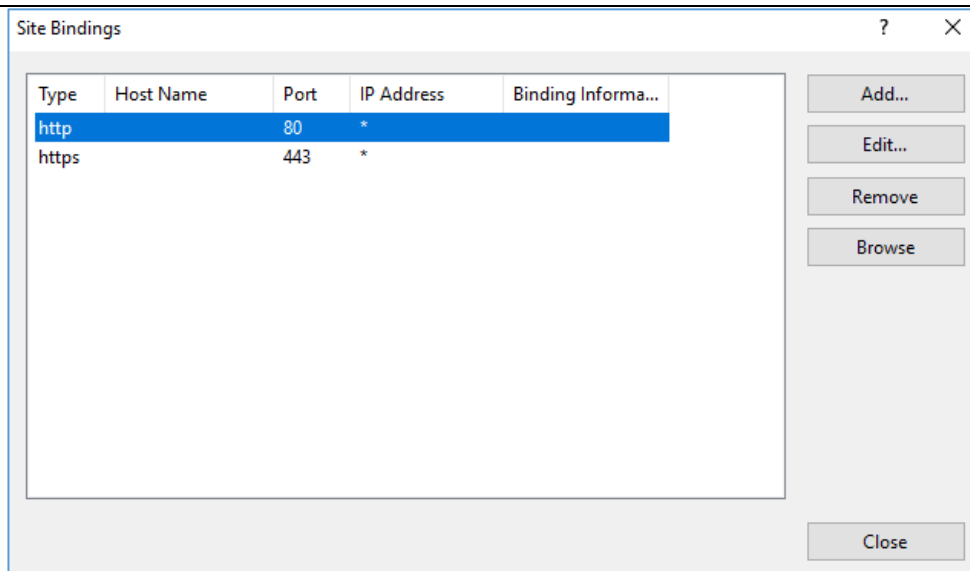 Site Bindings ? ×
Type Host Name Port IP Address Binding Informa...
http 80 *
https 443 *
Add...
Edit...
Remove
Browse
Close